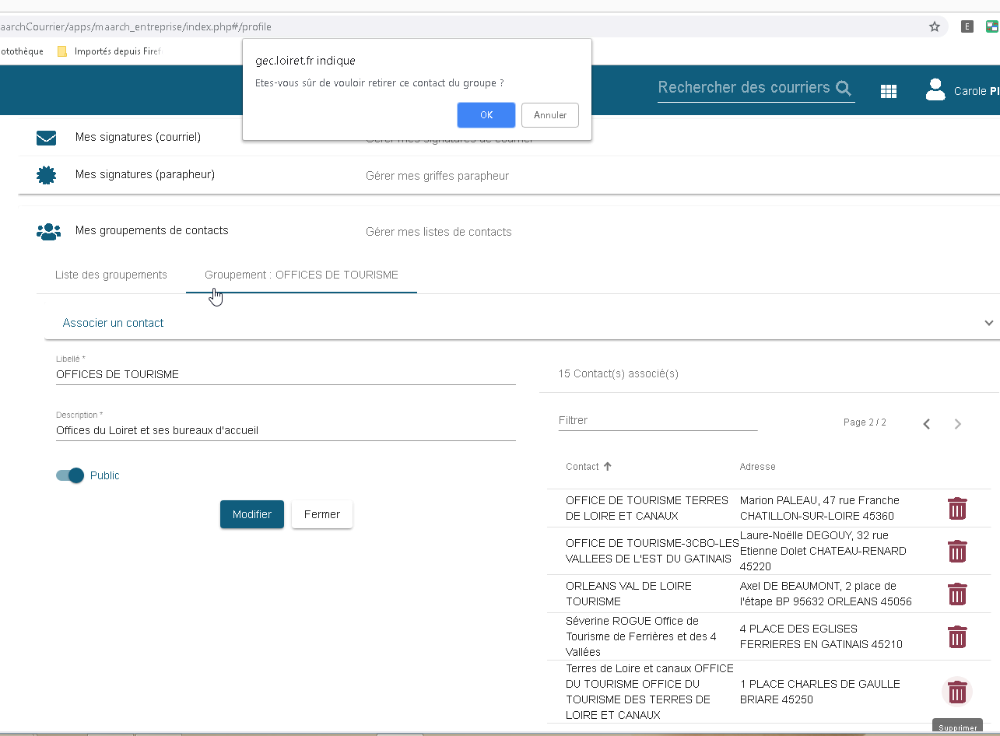 aarchCourrier/apps/maarch_entreprise/index.php#/profile
E
otothèque
Importés depuis Firef
gec.loiret.fr indique
Etes-vous sûr de vouloir retirer ce contact du groupe ?
OK
Annuler
Rechercher des courriers
Carole Pl
Mes signatures (courriel)
Gérer mes signatures de courriel
Mes signatures (parapheur)
Gérer mes griffes parapheur
Mes groupements de contacts
Gérer mes listes de contacts
Liste des groupements
Groupement : OFFICES DE TOURISME
Associer un contact
Libellé *
OFFICES DE TOURISME
Description *
Offices du Loiret et ses bureaux d'accueil
Public
Modifier
Fermer
15 Contact(s) associé(s)
Filtrer
Page 2 / 2
Contact
Adresse
OFFICE DE TOURISME TERRES
DE LOIRE ET CANAUX
Marion PALEAU, 47 rue Franche
CHATILLON-SUR-LOIRE 45360
OFFICE DE TOURISME-3CBO-LES
VALLEES DE L'EST DU GATINAIS
Laure-Noëlle DEGOUY, 32 rue
Etienne Dolet CHATEAU-RENARD
45220
ORLEANS VAL DE LOIRE
TOURISME
Axel DE BEAUMONT, 2 place de
l'étape BP 95632 ORLEANS 45056
Séverine ROGUE Office de
Tourisme de Ferrières et des 4
Vallées
4 PLACE DES EGLISES
FERRIERES EN GATINAIS 45210
Terres de Loire et canaux OFFICE
DU TOURISME OFFICE DU
TOURISME DES TERRES DE
LOIRE ET CANAUX
1 PLACE CHARLES DE GAULLE
BRIARE 45250
Supprimer